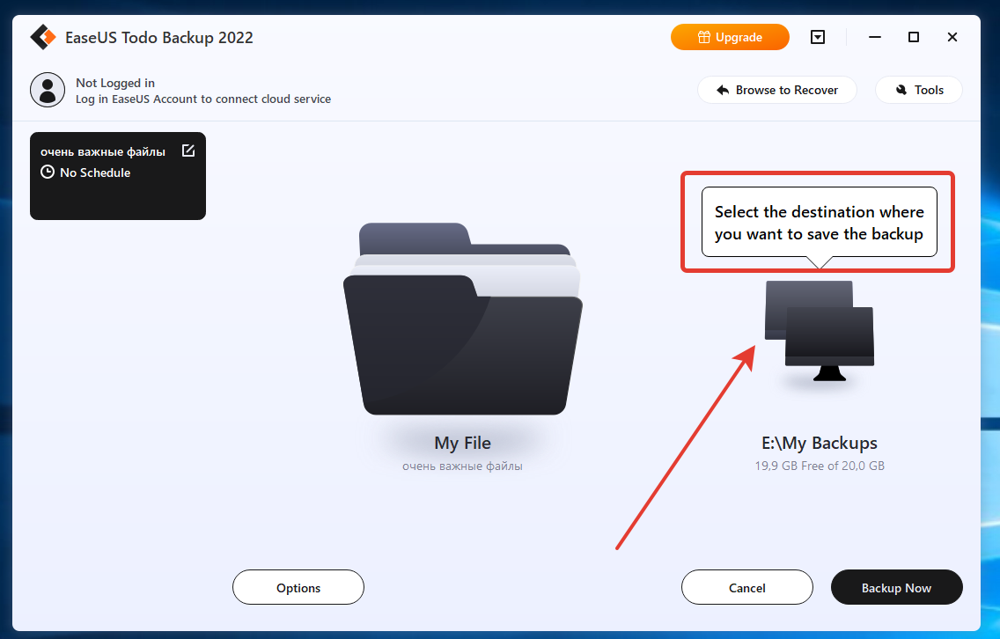 EaseUS Todo Backup 2022
Upgrade
Not Logged in
Log in EaseUS Account to connect cloud service
Browse to Recover
Tools
очень важные файлы
No Schedule
Select the destination where
you want to save the backup
My File
очень важные файлы
E:\My Backups
19,9 GB Free of 20,0 GB
Options
Cancel
Backup Now